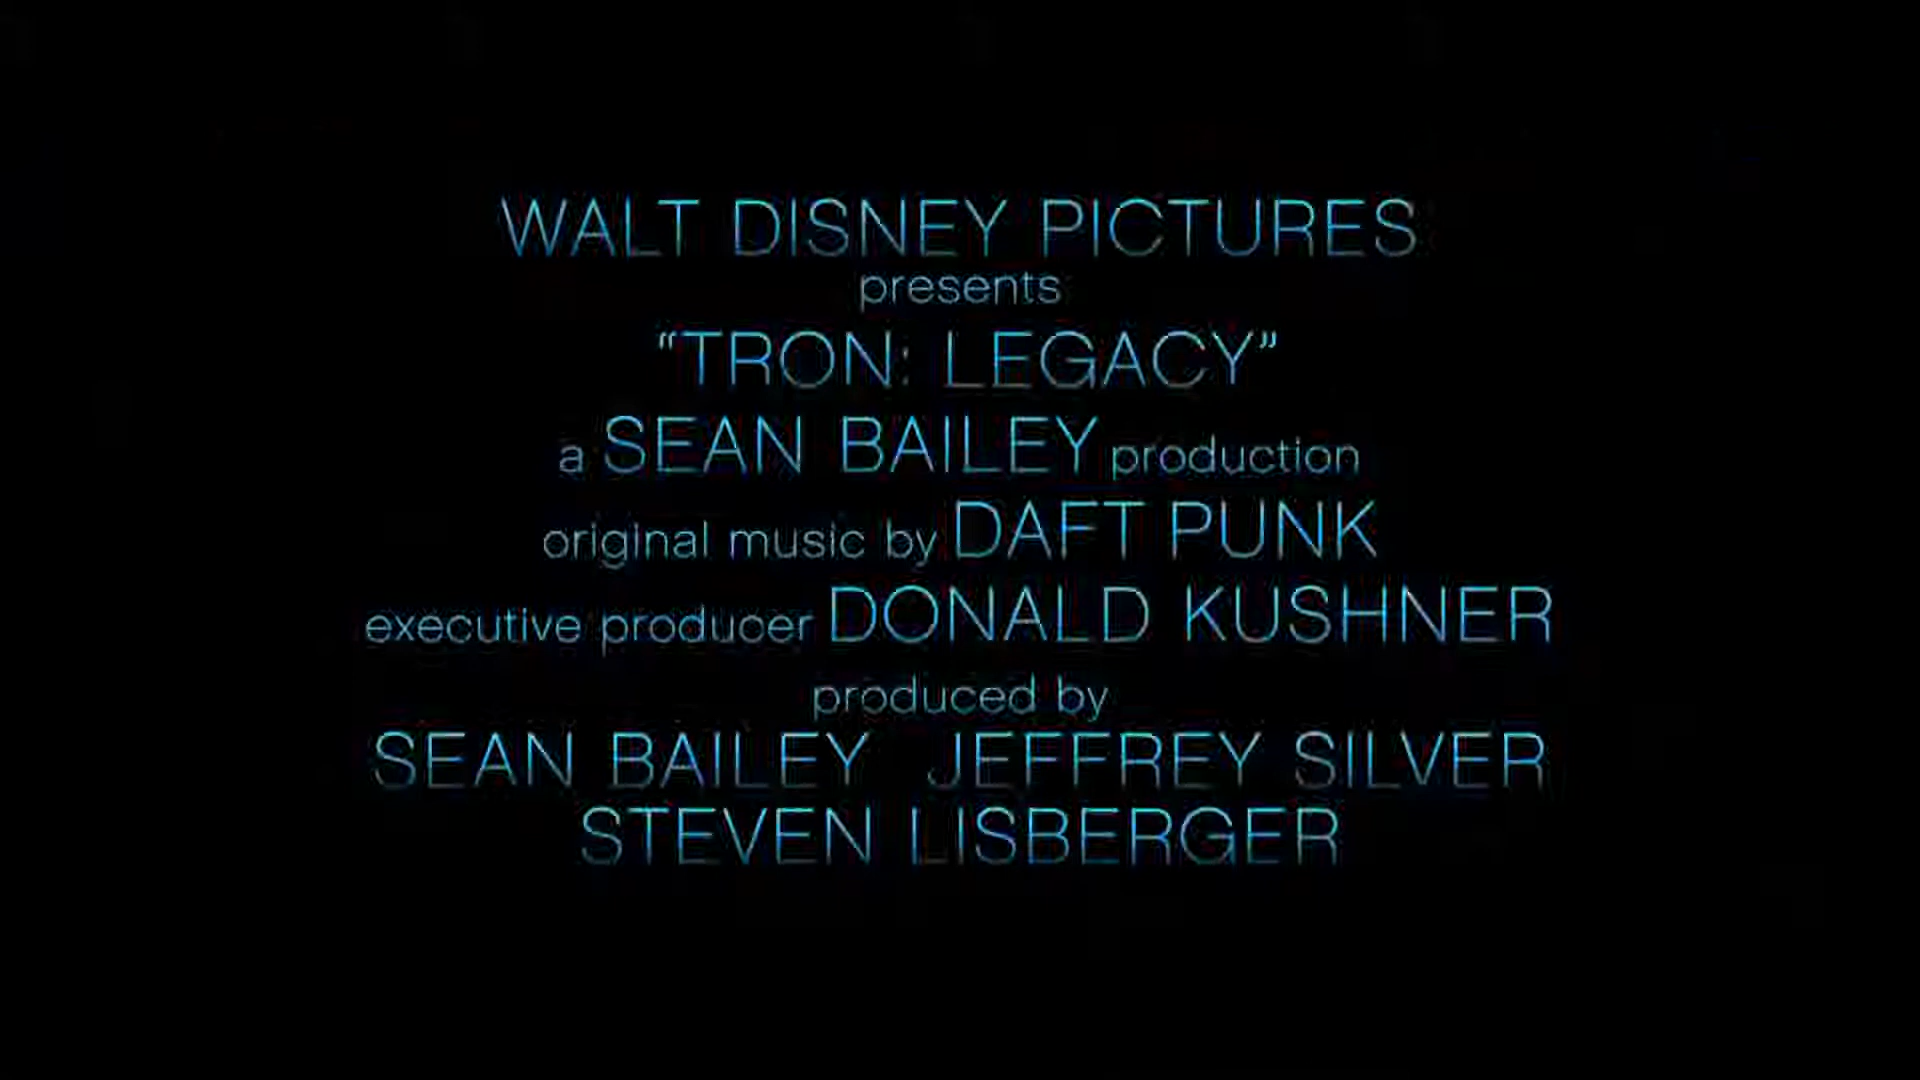 WALT DISNEY PICTURES
presents
“TRON: LEGACY”
a SEAN BAILEY production
original music by DAFT PUNK
executive producer DONALD KUSHNER
produced by
SEAN BAILEY JEFFREY SILVER
STEVEN LISBERGER